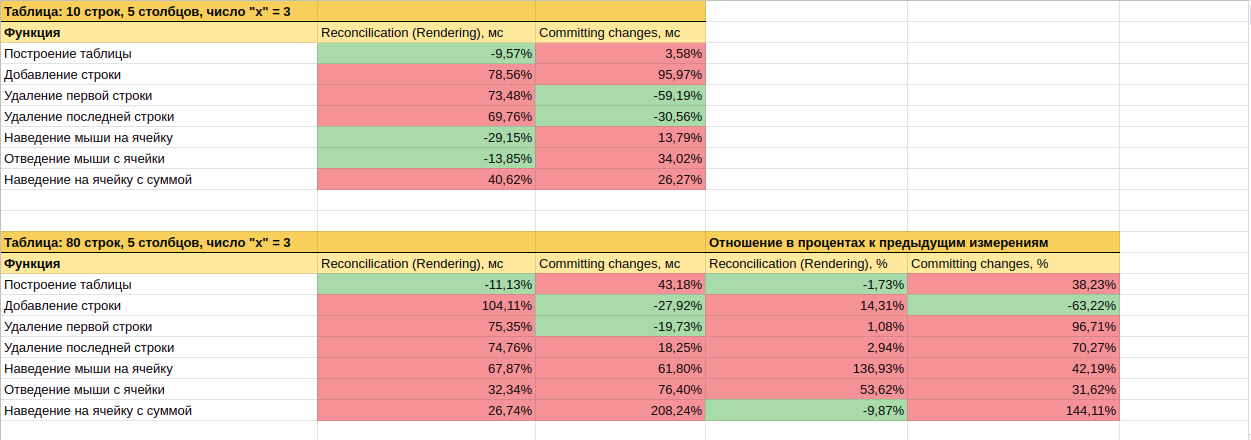 Таблица: 10 строк, 5 столбцов, число "x" = 3
Функция Reconcilication (Rendering), мс Committing changes, мс
Построение таблицы -9,57% 3,58%
Добавление строки 78,56% 95,97%
Удаление первой строки 73,48% -59,19%
Удаление последней строки 69,76% -30,56%
Наведение мыши на ячейку -29,15% 13,79%
Отведение мыши с ячейки -13,85% 34,02%
Наведение на ячейку с суммой 40,62% 26,27%
Таблица: 80 строк, 5 столбцов, число "x" = 3 Отношение в процентах к предыдущим измерениям
Функция Reconcilication (Rendering), мс Committing changes, мс Reconcilication (Rendering), % Committing changes, %
Построение таблицы -11,13% 43,18% -1,73% 38,23%
Добавление строки 104,11% -27,92% 14,31% -63,22%
Удаление первой строки 75,35% -19,73% 1,08% 96,71%
Удаление последней строки 74,76% 18,25% 2,94% 70,27%
Наведение мыши на ячейку 67,87% 61,80% 136,93% 42,19%
Отведение мыши с ячейки 32,34% 76,40% 53,62% 31,62%
Наведение на ячейку с суммой 26,74% 208,24% -9,87% 144,11%